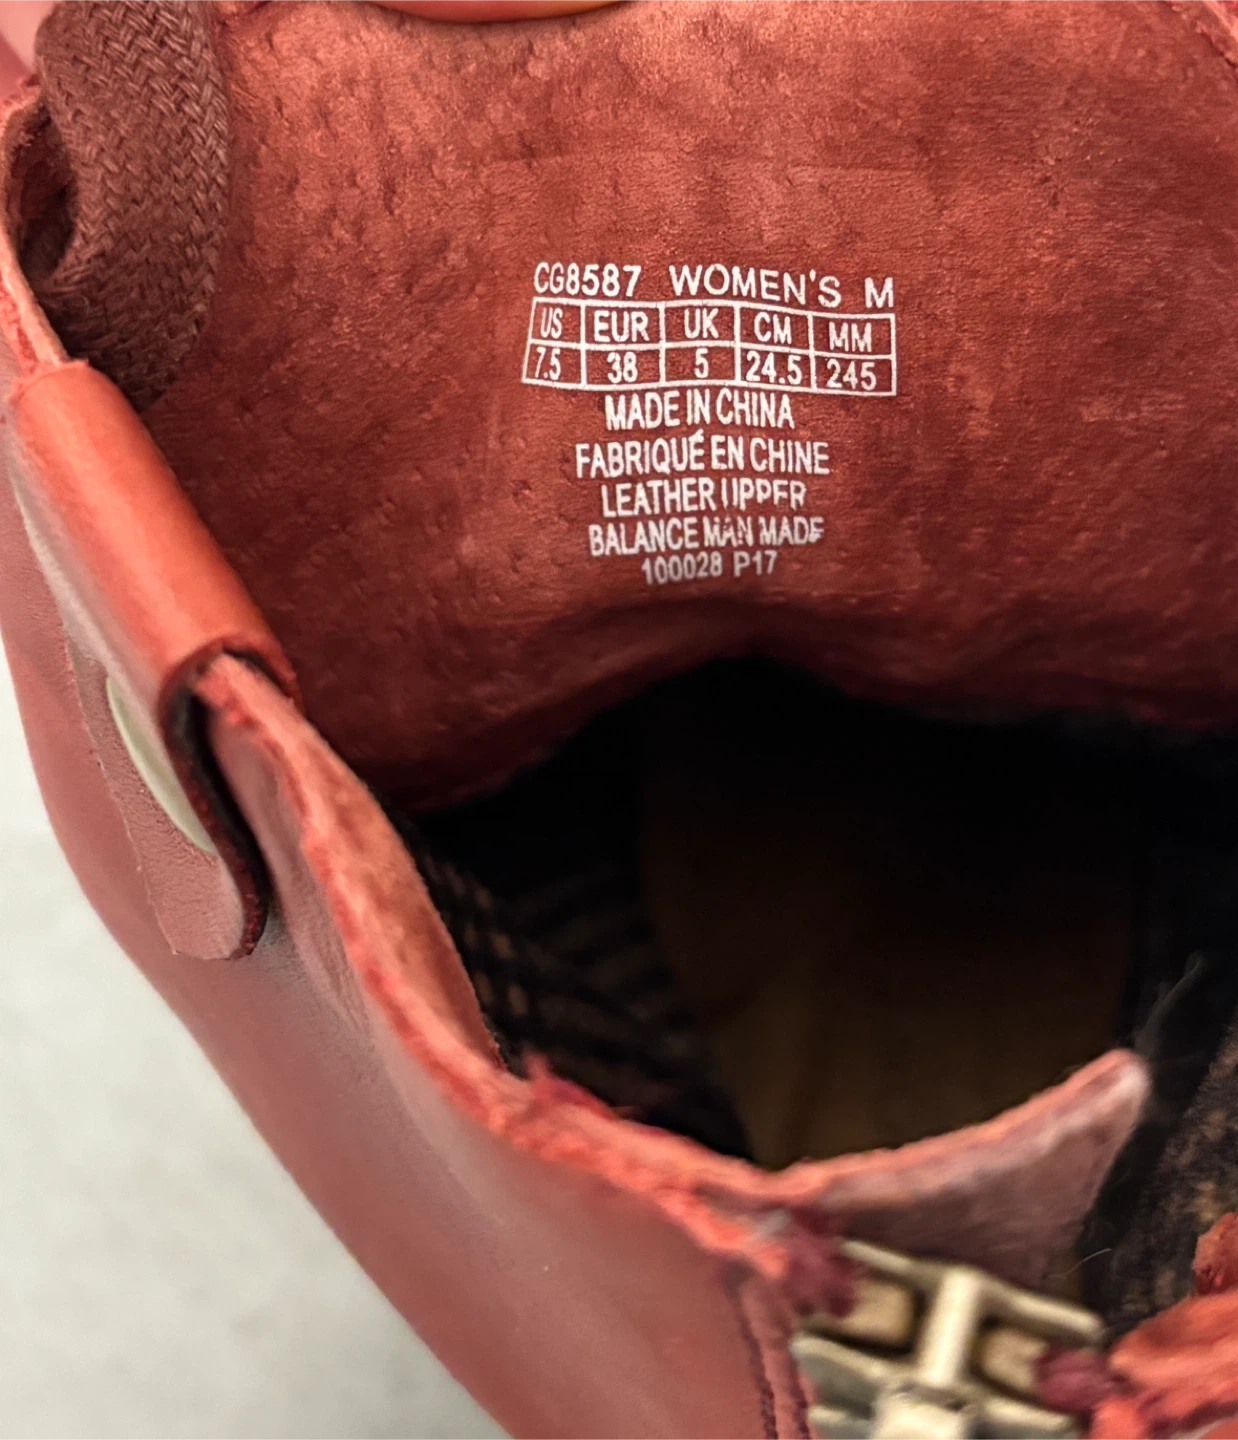 CG8587 WOMEN'S M
US EUR UK CM MM
7.5 38 5 24.5 245
MADE IN CHINA
FABRIQUÉ EN CHINE
LEATHER UPPER
BALANCE MAN MADE
100028 P17